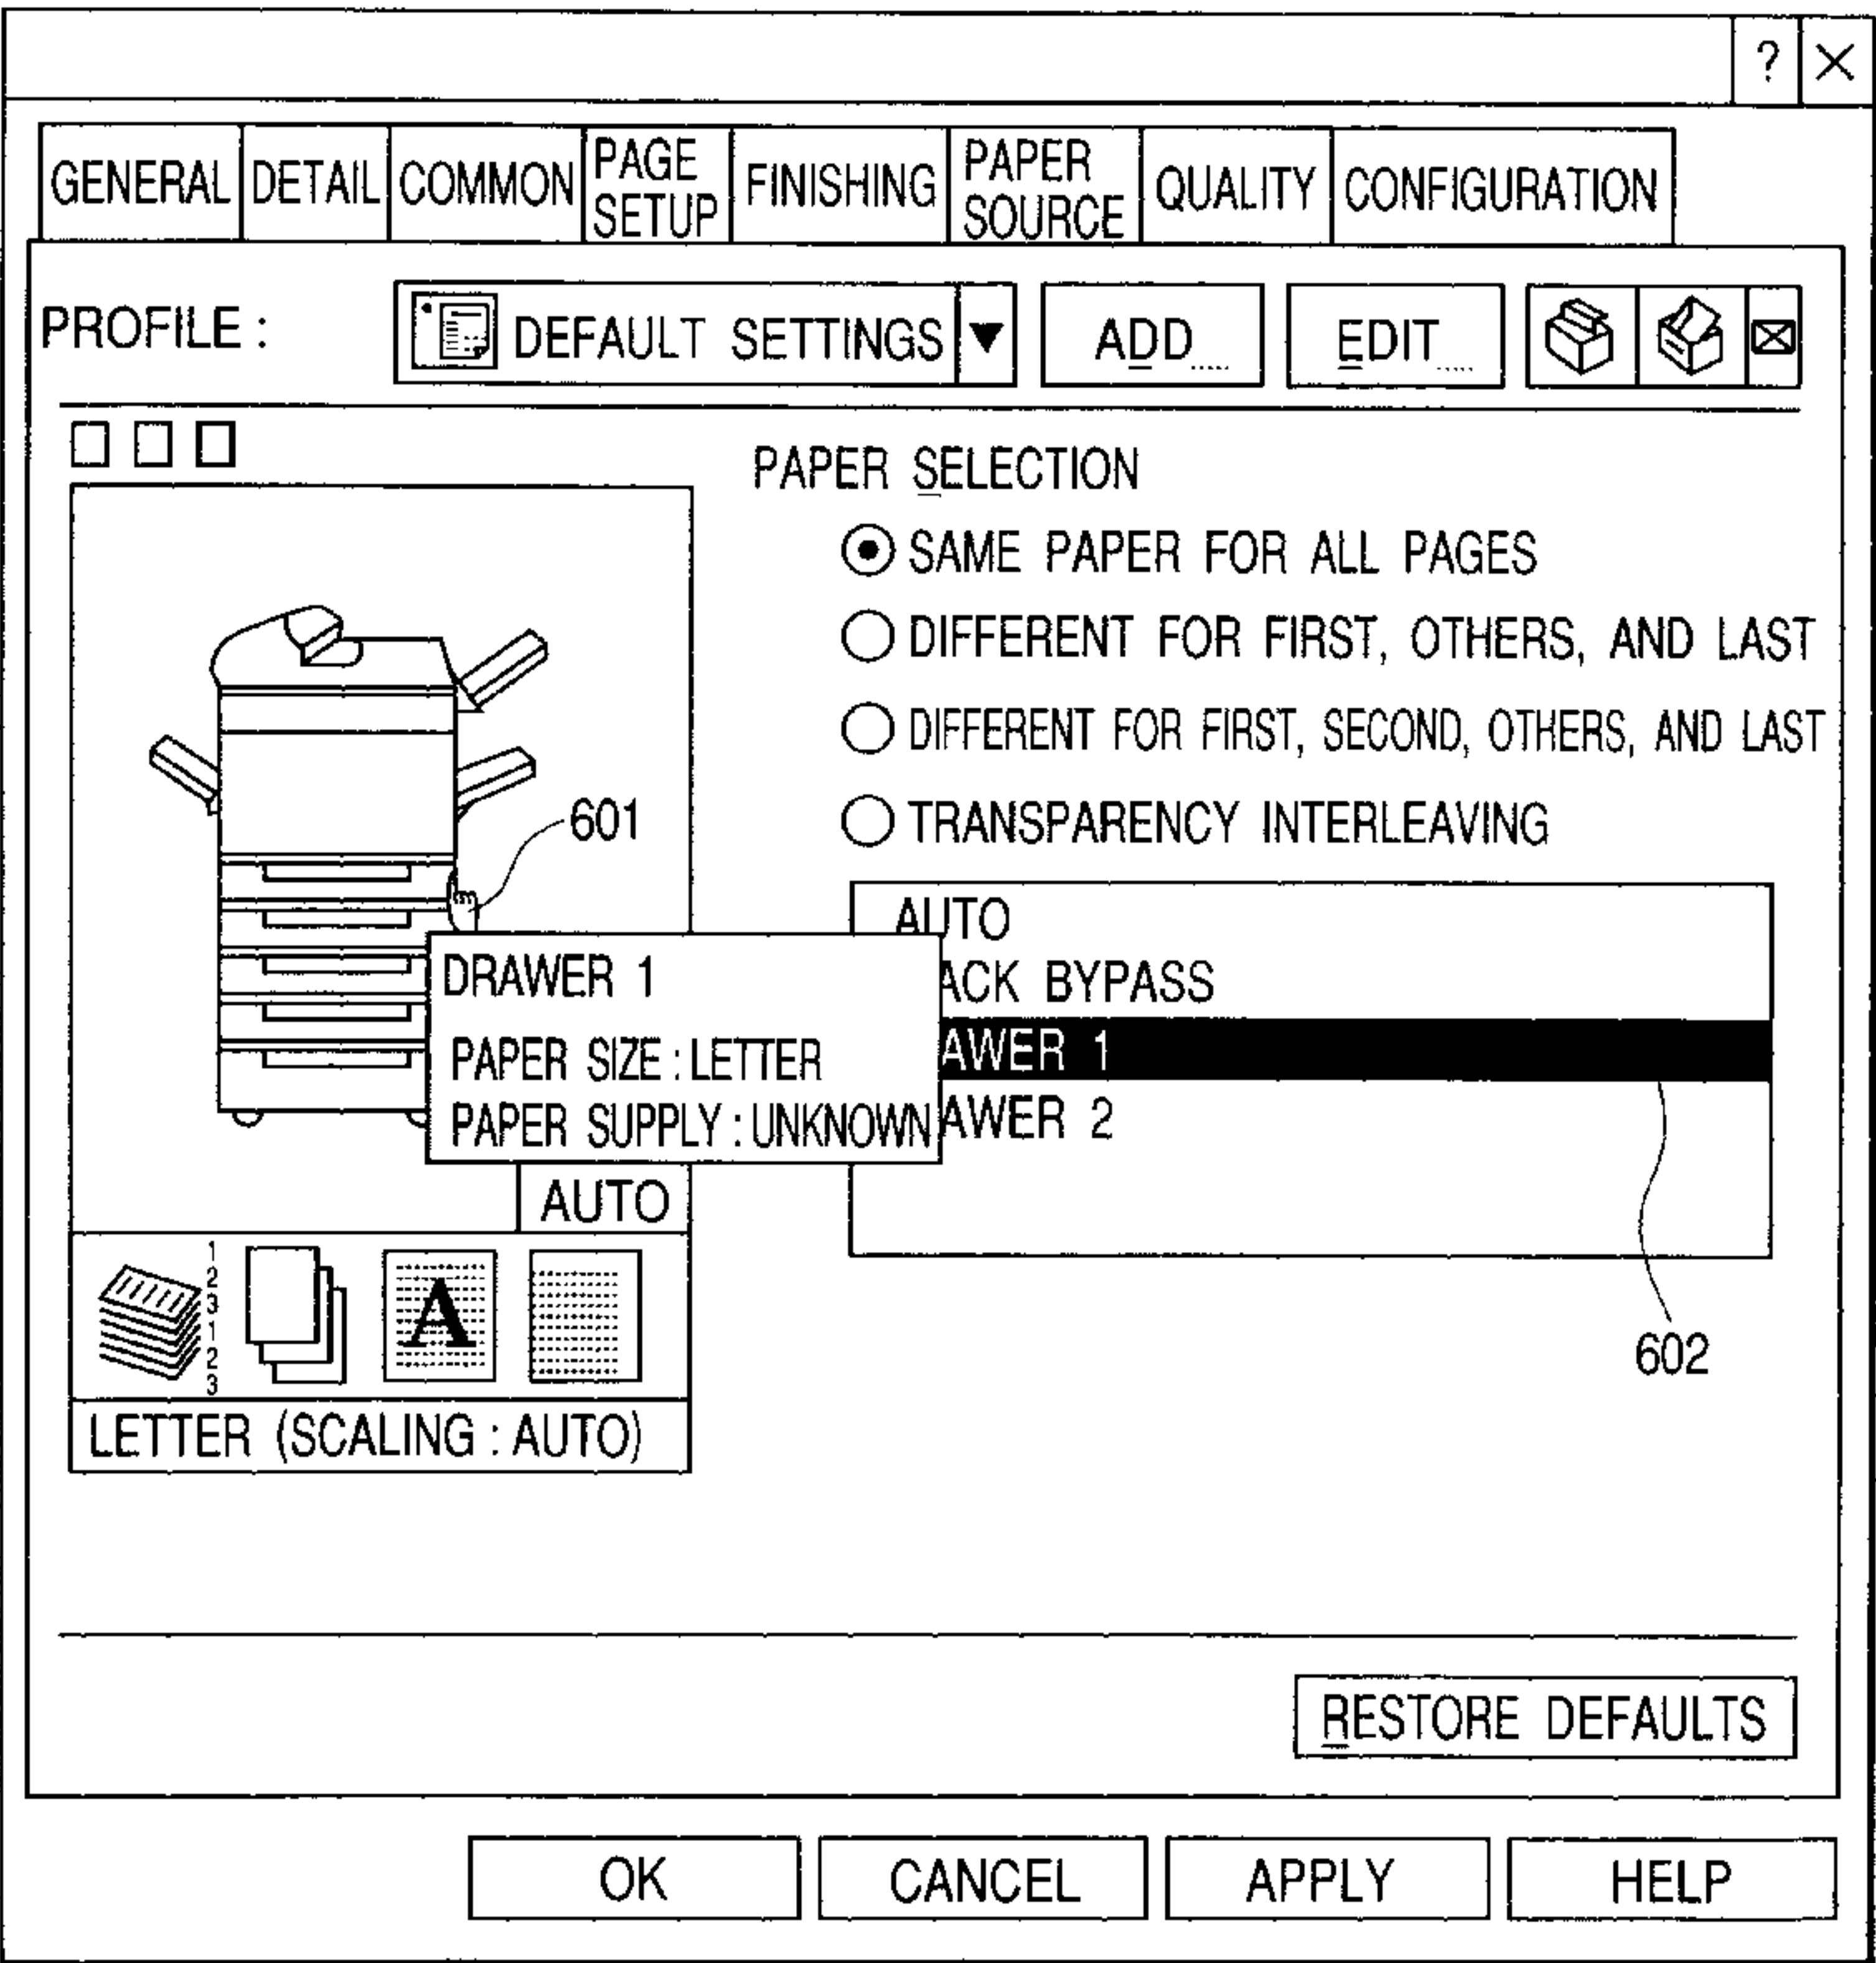 ?
GENERAL DETAIL COMMON PAGE SETUP FINISHING PAPER SOURCE QUALITY CONFIGURATION
PROFILE : DEFAULT SETTINGS ADD.... EDIT....
PAPER SELECTION
SAME PAPER FOR ALL PAGES
DIFFERENT FOR FIRST, OTHERS, AND LAST
DIFFERENT FOR FIRST, SECOND, OTHERS, AND LAST
TRANSPARENCY INTERLEAVING
601
AUTO
ACK BYPASS
AWER 1
AWER 2
602
DRAWER 1
PAPER SIZE : LETTER
PAPER SUPPLY : UNKNOWN
AUTO
1
2
3
1
2
3
A
LETTER (SCALING : AUTO)
RESTORE DEFAULTS
OK CANCEL APPLY HELP